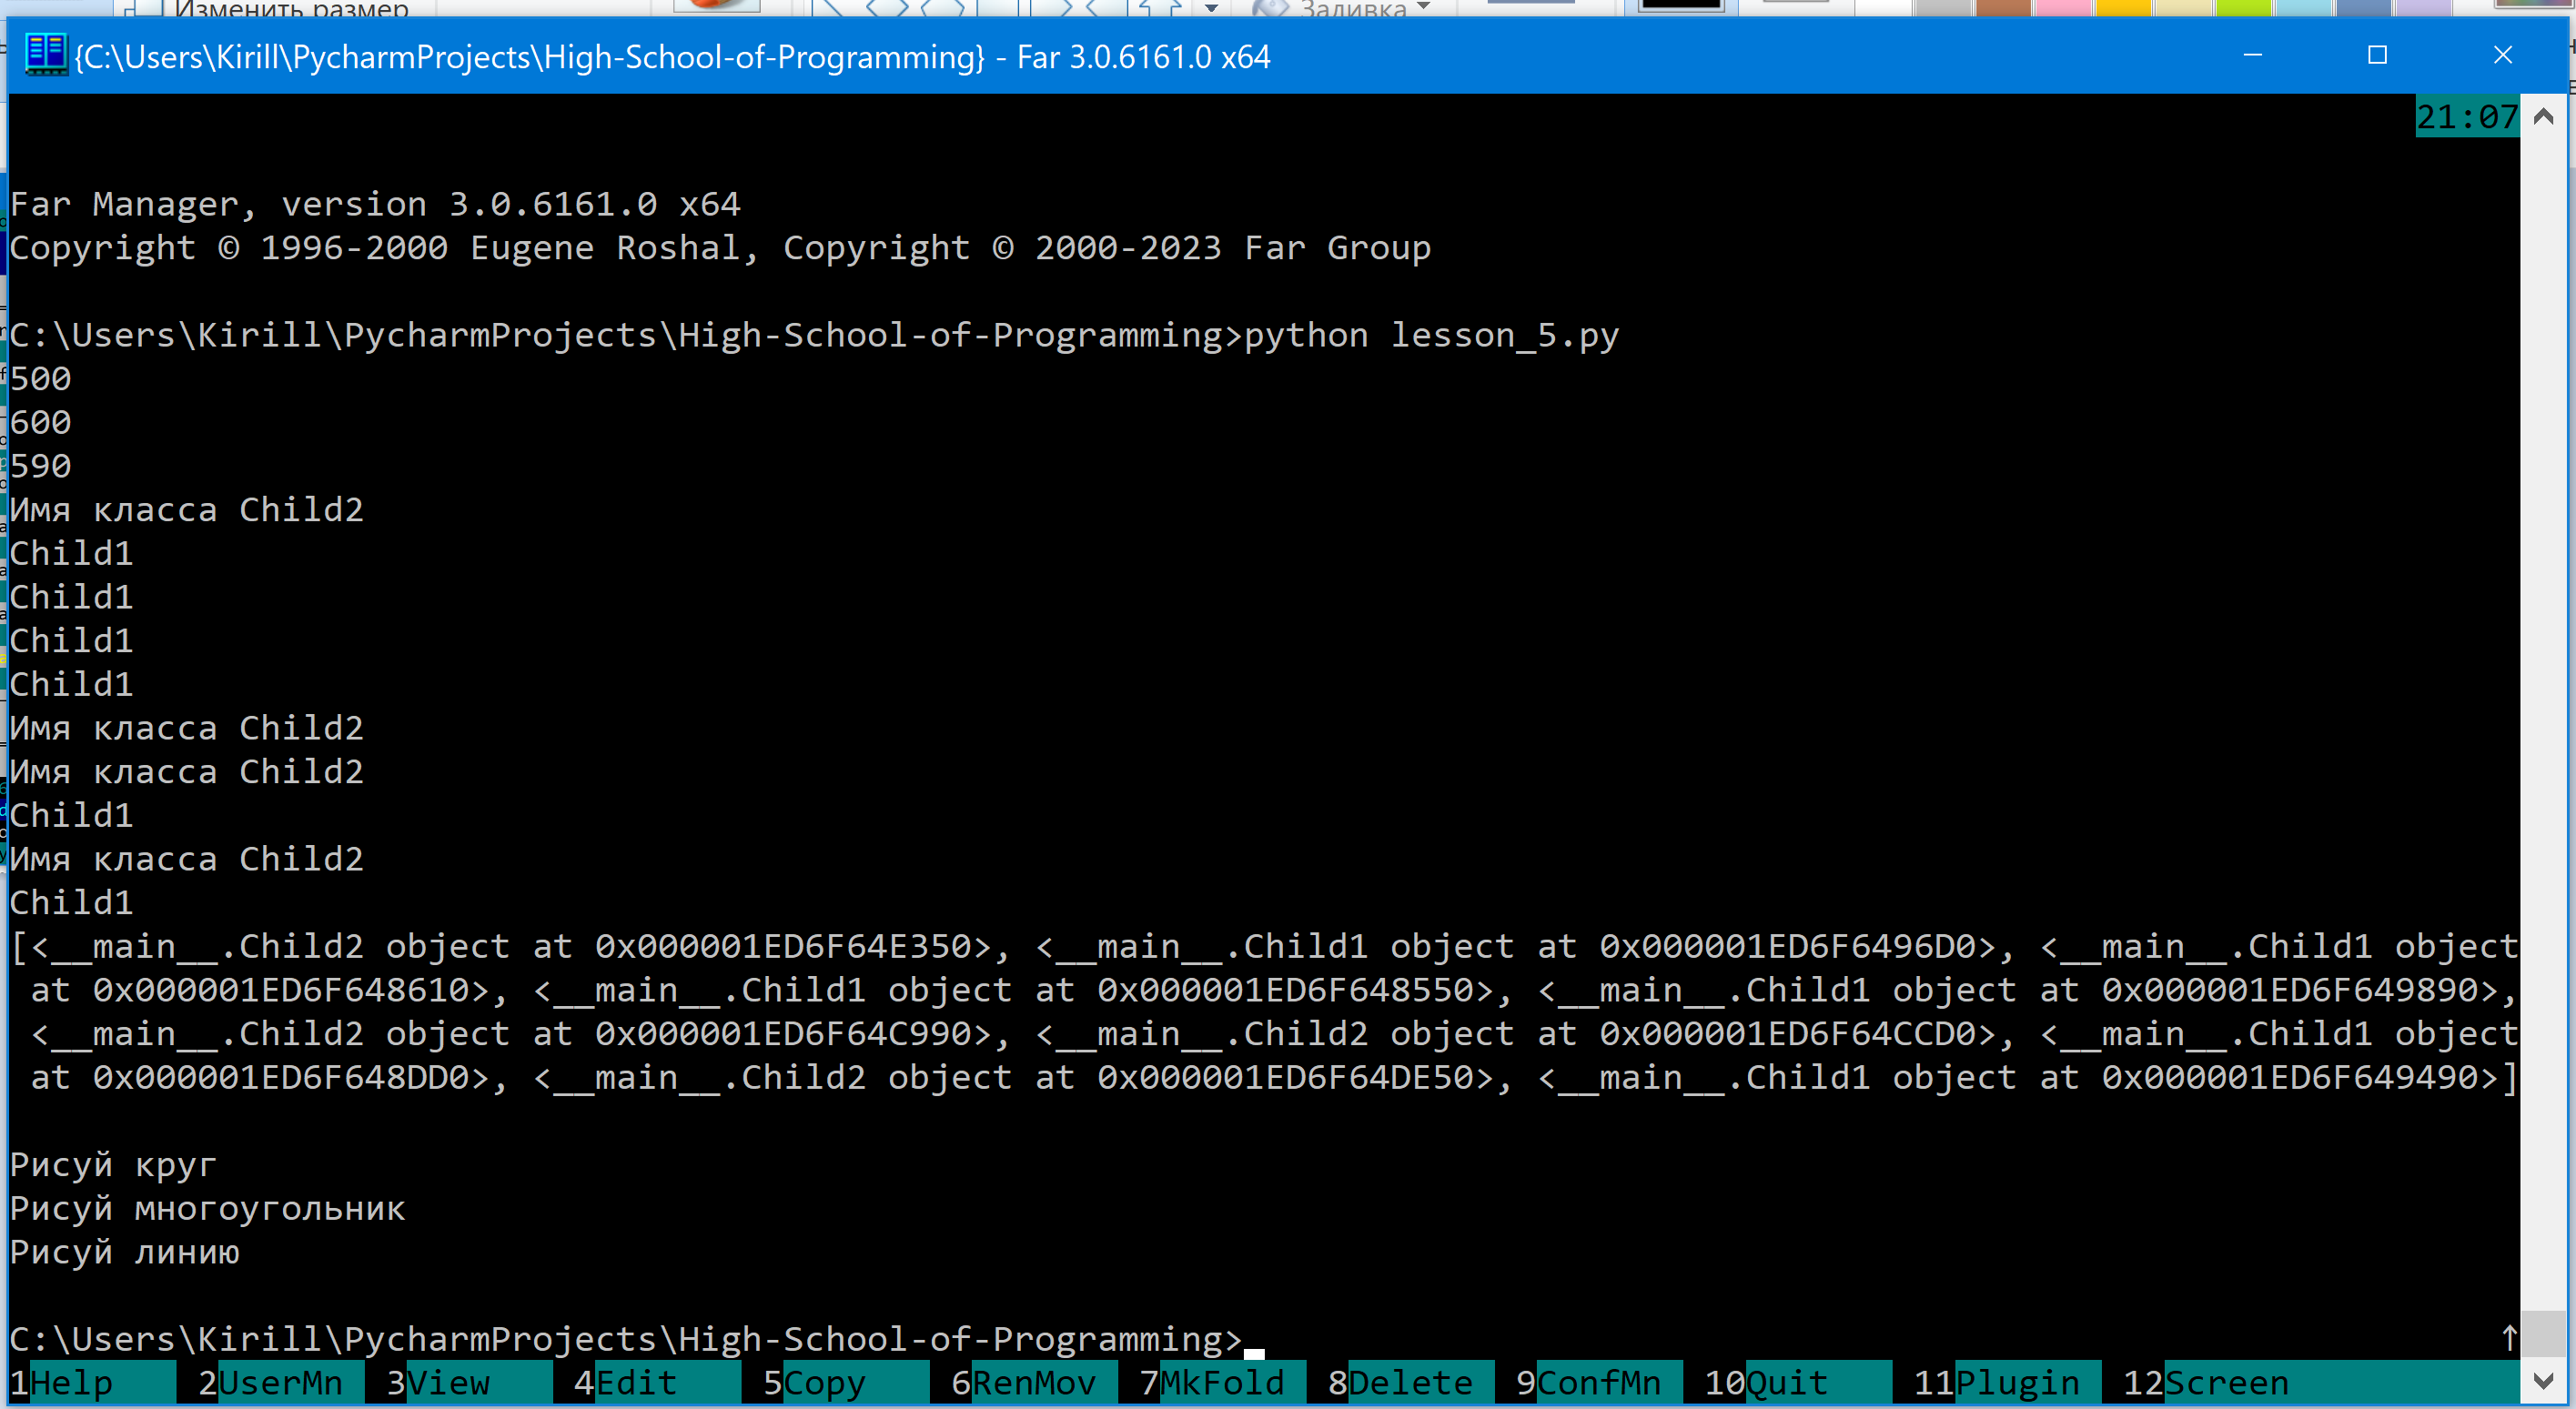 Изменить размер
Заливка
{C:\Users\Kirill\PycharmProjects\High-School-of-Programming} - Far 3.0.6161.0 x64
21:07
Far Manager, version 3.0.6161.0 x64
Copyright © 1996-2000 Eugene Roshal, Copyright © 2000-2023 Far Group
C:\Users\Kirill\PycharmProjects\High-School-of-Programming>python lesson_5.py
500
600
590
Имя класса Child2
Child1
Child1
Child1
Child1
Имя класса Child2
Имя класса Child2
Child1
Имя класса Child2
Child1
[<__main__.Child2 object at 0x000001ED6F64E350>, <__main__.Child1 object at 0x000001ED6F6496D0>, <__main__.Child1 object
 at 0x000001ED6F648610>, <__main__.Child1 object at 0x000001ED6F648550>, <__main__.Child1 object at 0x000001ED6F649890>,
 <__main__.Child2 object at 0x000001ED6F64C990>, <__main__.Child2 object at 0x000001ED6F64CCD0>, <__main__.Child1 object
 at 0x000001ED6F648DD0>, <__main__.Child2 object at 0x000001ED6F64DE50>, <__main__.Child1 object at 0x000001ED6F649490>]
Рисуй круг
Рисуй многоугольник
Рисуй линию
C:\Users\Kirill\PycharmProjects\High-School-of-Programming>
1Help 2UserMn 3View 4Edit 5Copy 6RenMov 7MkFold 8Delete 9ConfMn 10Quit 11Plugin 12Screen